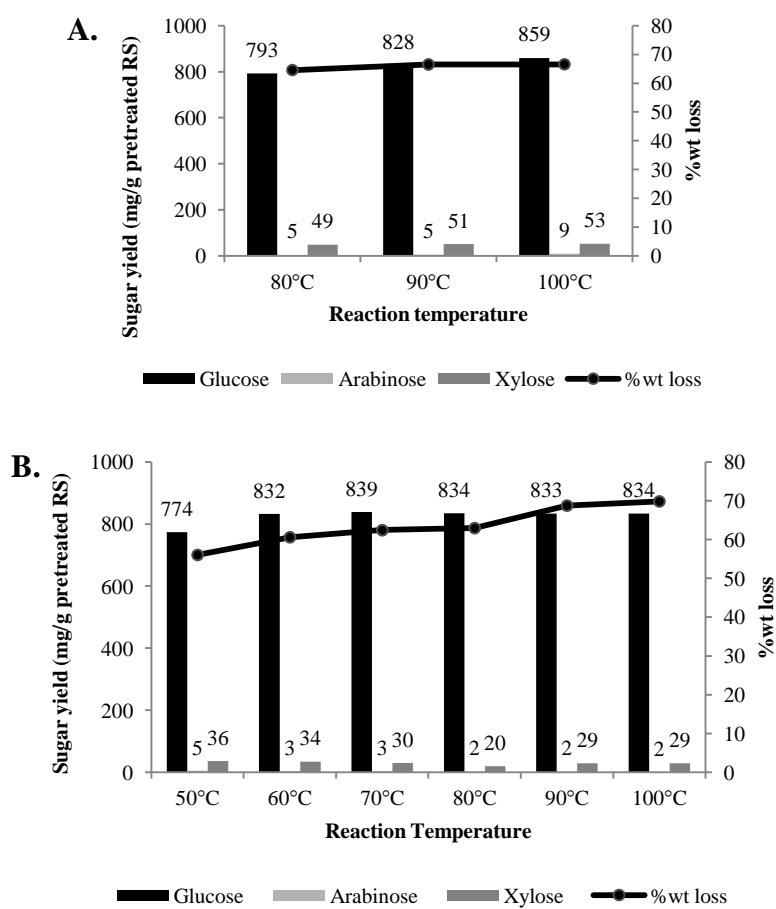 A.
1000
800
600
400
200
0
Sugar yield (mg/g pretreated RS)
793
828
859
5 49
5 51
9 53
80
70
60
50
40
30
20
10
0
%wt loss
80°C 90°C 100°C
Reaction temperature
Glucose Arabinose Xylose %wt loss
B.
1000
800
600
400
200
0
Sugar yield (mg/g pretreated RS)
774 832 839 834 833 834
5 36 3 34 3 30 2 20 2 29 2 29
80
70
60
50
40
30
20
10
0
%wt loss
50°C 60°C 70°C 80°C 90°C 100°C
Reaction Temperature
Glucose Arabinose Xylose %wt loss